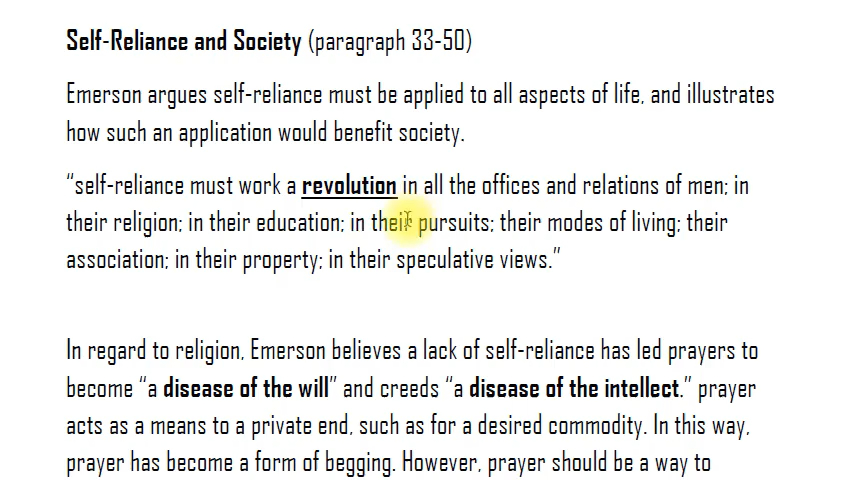 Self-Reliance and Society (paragraph 33-50)
Emerson argues self-reliance must be applied to all aspects of life, and illustrates
how such an application would benefit society.
“self-reliance must work a revolution in all the offices and relations of men; in
their religion; in their education; in their pursuits; their modes of living; their
association; in their property; in their speculative views.”
In regard to religion, Emerson believes a lack of self-reliance has led prayers to
become “a disease of the will” and creeds “a disease of the intellect.” prayer
acts as a means to a private end, such as for a desired commodity. In this way,
prayer has become a form of begging. However, prayer should be a way to